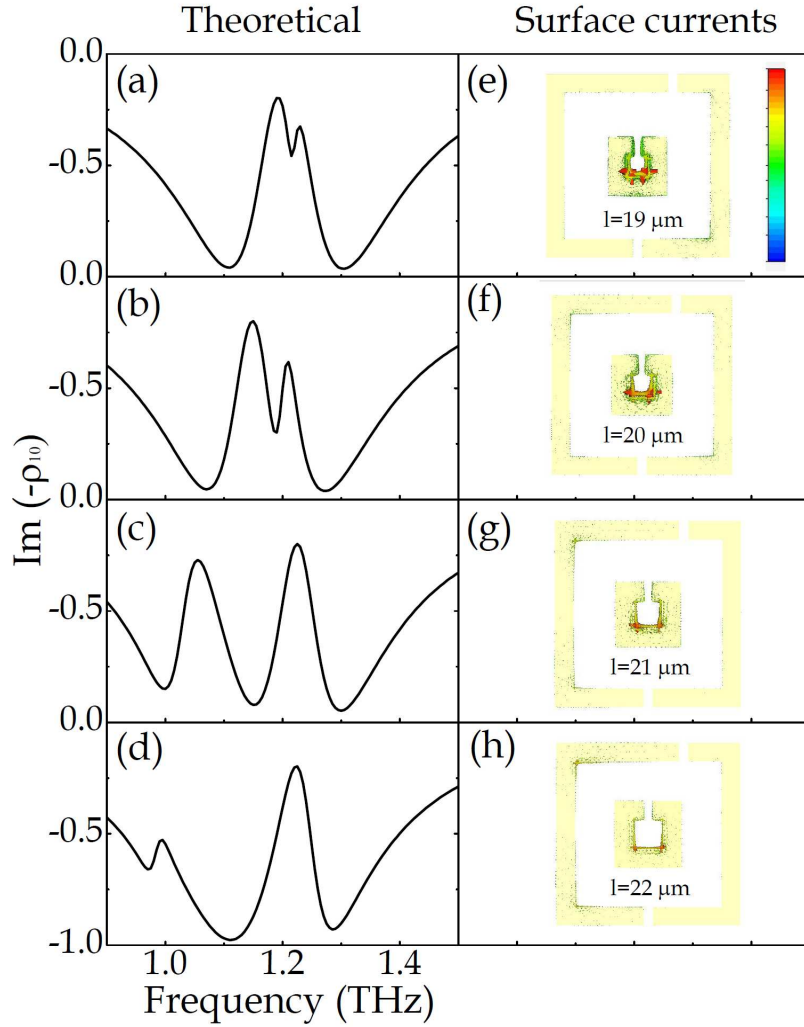 Theoretical Surface currents
0.0
(a) (e)
-0.5
l=19 μm
0.0
(b) (f)
-0.5
l=20 μm
0.0
(c) (g)
-0.5
l=21 μm
0.0
(d) (h)
-0.5
l=22 μm
-1.0
1.0 1.2 1.4
Frequency (THz)
Im (-ρ₁₀)